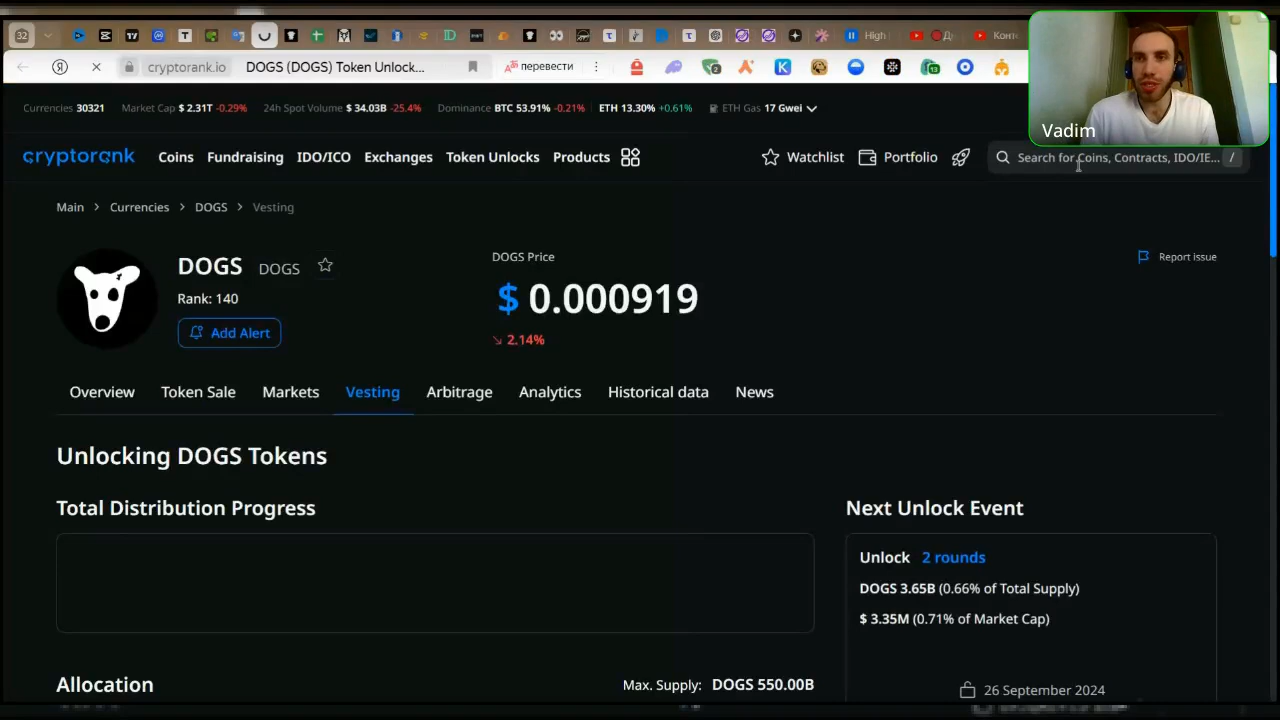 32
High
cryptorank.io
DOGS (DOGS) Token Unlock...
перевести
2
13
Vadim
Currencies 30321
Market Cap $ 2.31T -0.29%
24h Spot Volume $ 34.03B -25.4%
Dominance BTC 53.91% -0.21%
ETH 13.30% +0.61%
ETH Gas 17 Gwei
cryptorank
Coins
Fundraising
IDO/ICO
Exchanges
Token Unlocks
Products
Watchlist
Portfolio
Search for Coins, Contracts, IDO/IE...
/
Main > Currencies > DOGS > Vesting
DOGS DOGS
Rank: 140
Add Alert
DOGS Price
$ 0.000919
2.14%
Report issue
Overview
Token Sale
Markets
Vesting
Arbitrage
Analytics
Historical data
News
Unlocking DOGS Tokens
Total Distribution Progress
Next Unlock Event
Unlock 2 rounds
DOGS 3.65B (0.66% of Total Supply)
$ 3.35M (0.71% of Market Cap)
26 September 2024
Allocation
Max. Supply: DOGS 550.00B